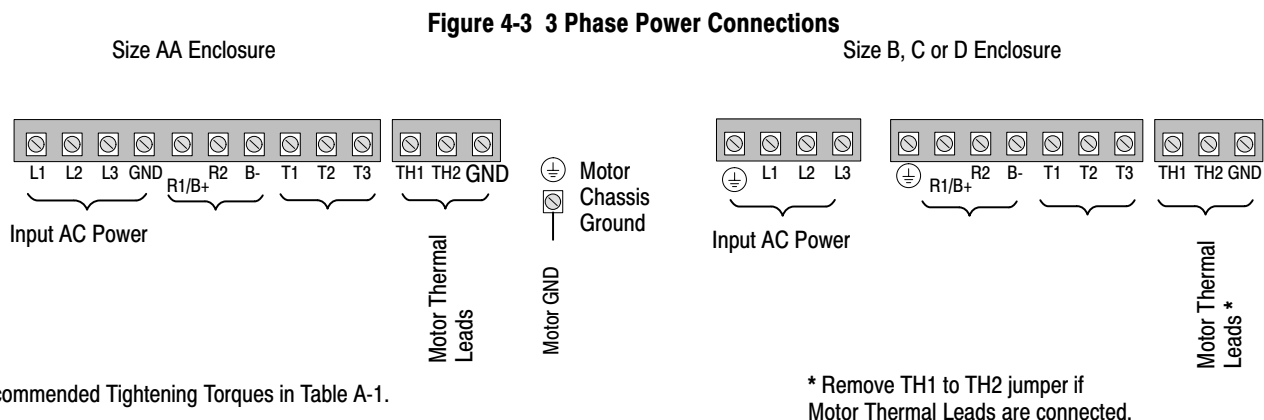 Figure 4-3 3 Phase Power Connections
Size AA Enclosure
L1 L2 L3 GND R1/B+ R2 B- T1 T2 T3 TH1 TH2 GND
Input AC Power
Motor Thermal
Leads
Motor
Chassis
Ground
Motor GND
Size B, C or D Enclosure
L1 L2 L3 R1/B+ R2 B- T1 T2 T3 TH1 TH2 GND
Input AC Power
Motor Thermal
Leads *
Tightening Torques in Table A-1.
* Remove TH1 to TH2 jumper if
Motor Thermal Leads are connected.